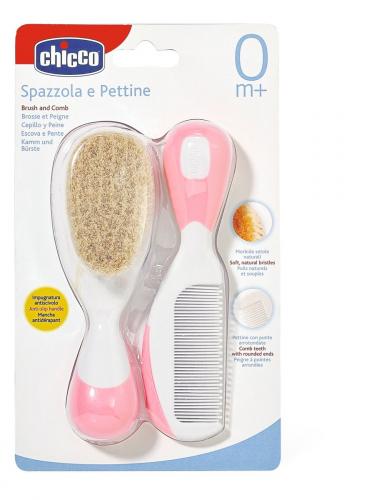 chicco
0
m+
Spazzola e Pettine
Brush and Comb
Brosse et Peigne
Cepillo y Peine
Escova e Pente
Kamm und
Bürste
Morbide setole
naturali
Soft, natural bristles
Poils naturels
et souples
Impugnatura
antiscivolo
Anti-slip handle
Manche
antidérapant
Pettine con punte
arrotondate
Comb teeth
with rounded ends
Peigne à pointes
arrondies